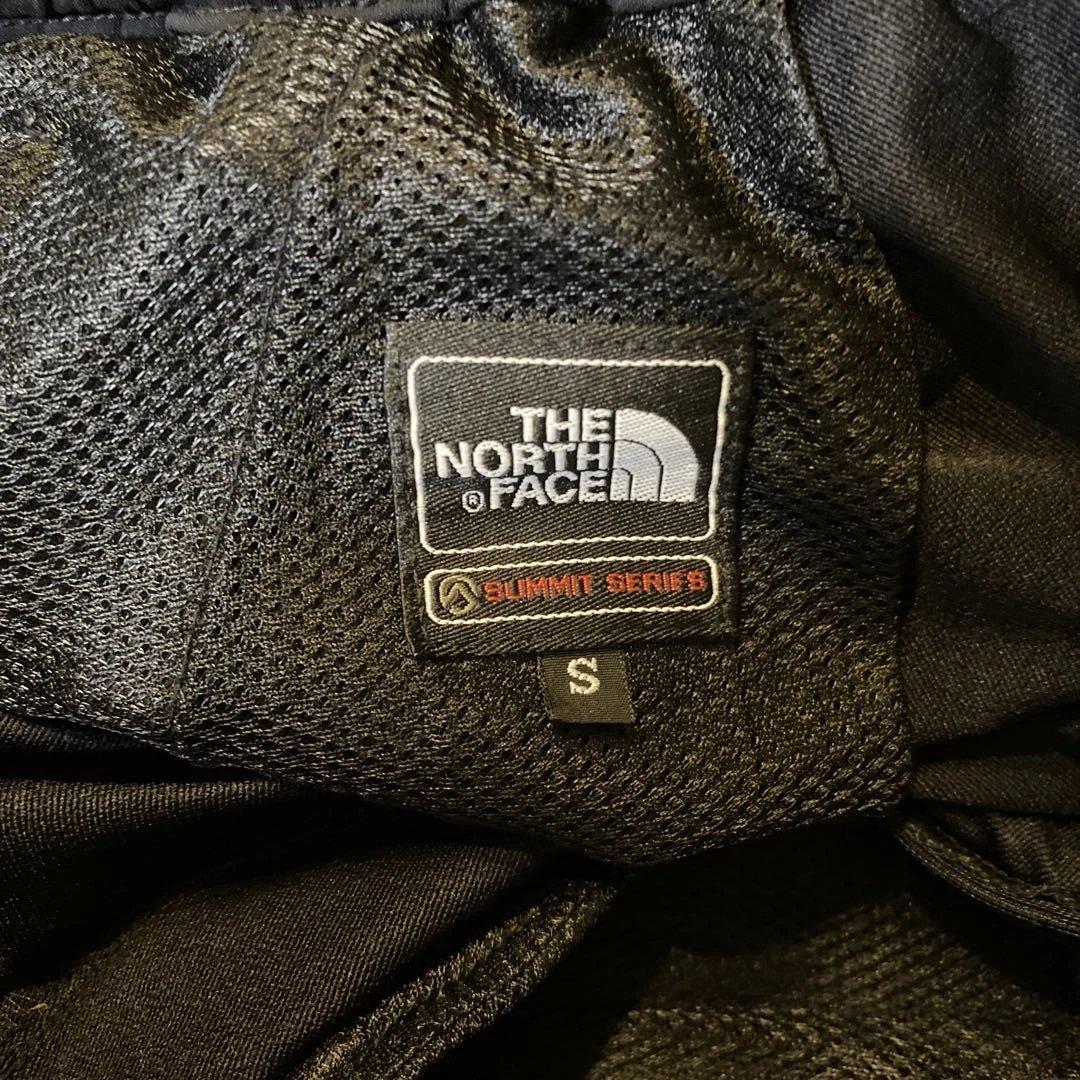 THE
NORTH
® FACE
SUMMIT SERIES
S